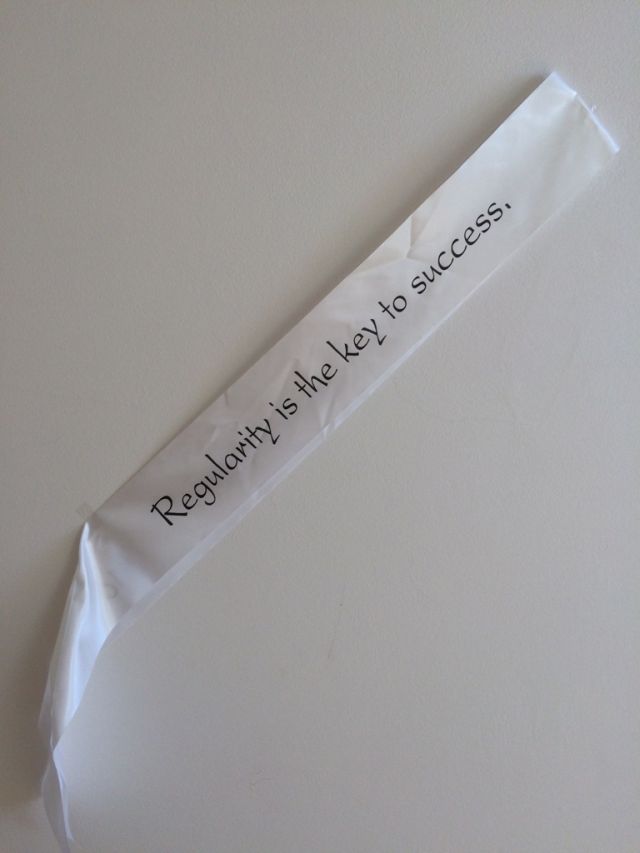 Regularity is the key to success.